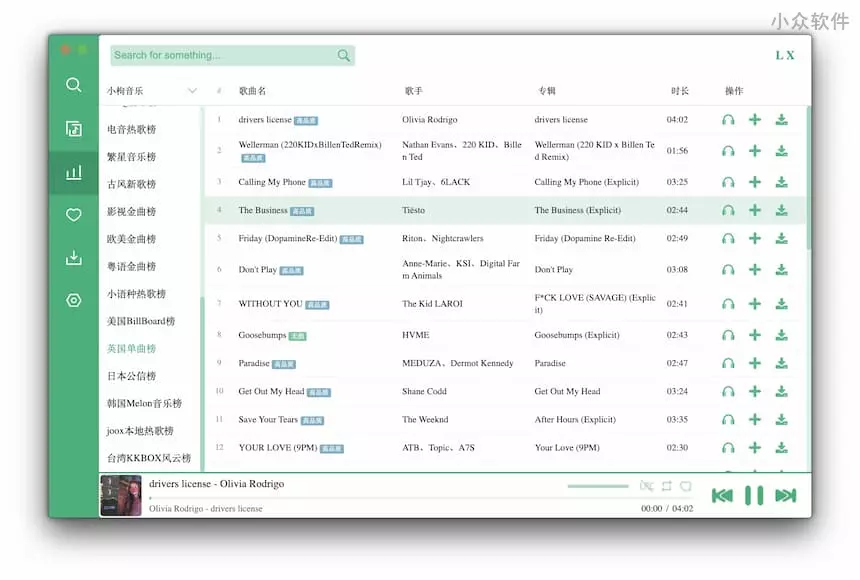 小众软件
Search for something...
LX
小枸音乐
# 歌曲名 歌手 专辑 时长 操作
电音热歌榜
繁星音乐榜
古风新歌榜
影视金曲榜
欧美金曲榜
粤语金曲榜
小语种热歌榜
美国BillBoard榜
英国单曲榜
日本公信榜
韩国Melon音乐榜
joox本地热歌榜
台湾KKBOX风云榜
1 drivers license 高品质 Olivia Rodrigo drivers license 04:02
2 Wellerman (220KIDxBillenTedRemix) 高品质 Nathan Evans、220 KID、Bille
n Ted Wellerman (220 KID x Billen Te
d Remix) 01:56
3 Calling My Phone 高品质 Lil Tjay、6LACK Calling My Phone (Explicit) 03:25
4 The Business 高品质 Tiësto The Business (Explicit) 02:44
5 Friday (DopamineRe-Edit) 高品质 Riton、Nightcrawlers Friday (Dopamine Re-Edit) 02:49
6 Don't Play 高品质 Anne-Marie、KSI、Digital Far
m Animals Don't Play 03:08
7 WITHOUT YOU 高品质 The Kid LAROI F*CK LOVE (SAVAGE) (Explic
it) 02:41
8 Goosebumps HVME Goosebumps (Explicit) 02:43
9 Paradise 高品质 MEDUZA、Dermot Kennedy Paradise 02:47
10 Get Out My Head 高品质 Shane Codd Get Out My Head 03:24
11 Save Your Tears 高品质 The Weeknd After Hours (Explicit) 03:35
12 YOUR LOVE (9PM) 高品质 ATB、Topic、A7S Your Love (9PM) 02:30
drivers license - Olivia Rodrigo
Olivia Rodrigo - drivers license
00:00 / 04:02